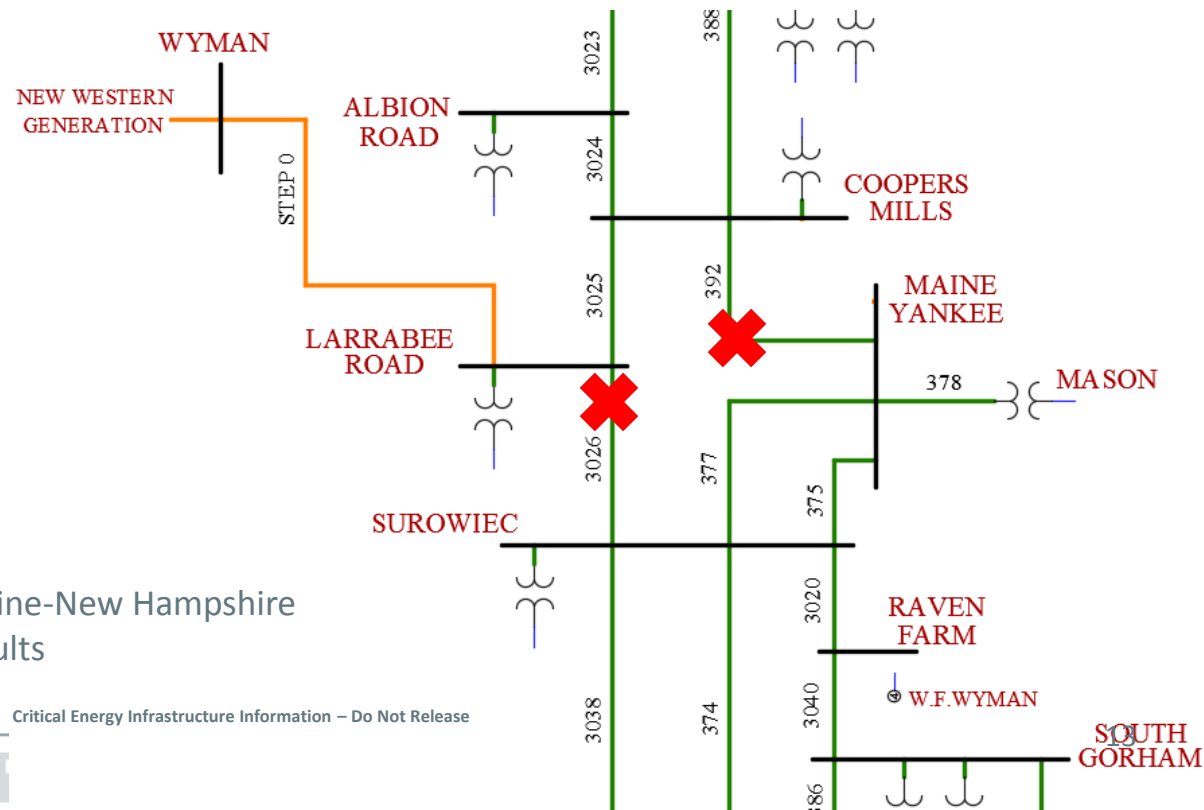 WYMAN
NEW WESTERN
GENERATION
STEP 0
3023
388
ALBION
ROAD
3024
COOPERS
MILLS
3025
392
MAINE
YANKEE
LARRABEE
ROAD
378
MASON
3026
377
375
SUROWIEC
3020
RAVEN
FARM
ine-New Hampshire
ults
W.F.WYMAN
Critical Energy Infrastructure Information – Do Not Release
3038
374
3040
SOUTH
GORHAM
13